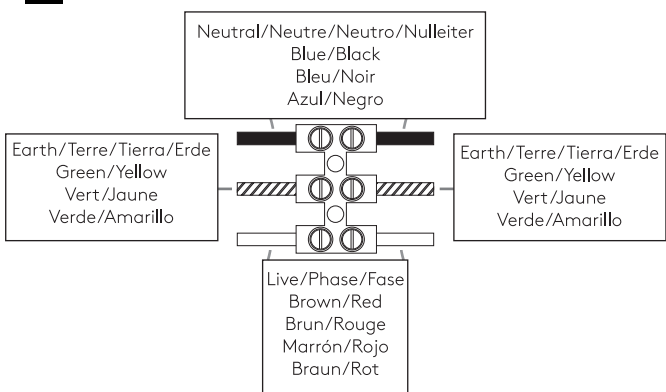 Neutral/Neutre/Neutro/Nulleiter
Blue/Black
Bleu/Noir
Azul/Negro
Earth/Terre/Tierra/Erde
Green/Yellow
Vert/Jaune
Verde/Amarillo
Earth/Terre/Tierra/Erde
Green/Yellow
Vert/Jaune
Verde/Amarillo
Live/Phase/Fase
Brown/Red
Brun/Rouge
Marrón/Rojo
Braun/Rot